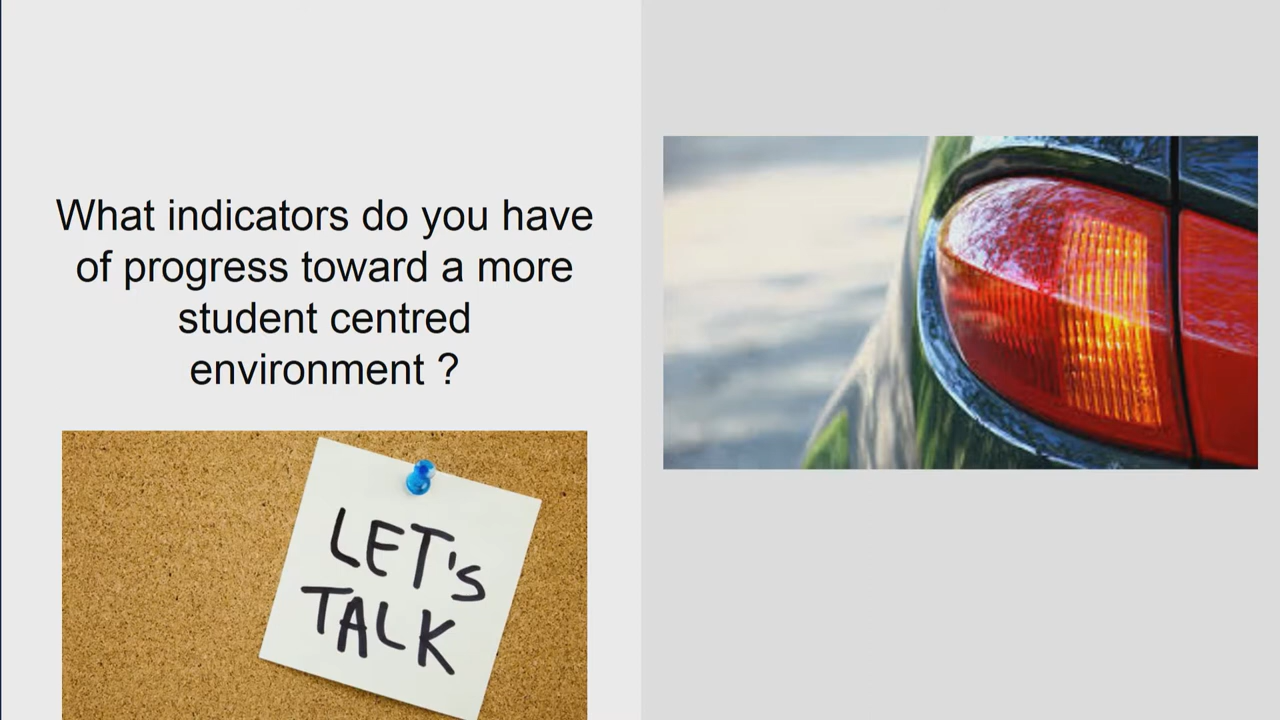 What indicators do you have
of progress toward a more
student centred
environment ?
LET's
TALK